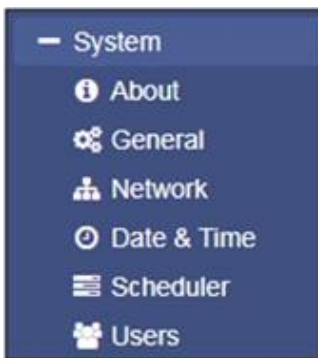 System
About
General
Network
Date & Time
Scheduler
Users